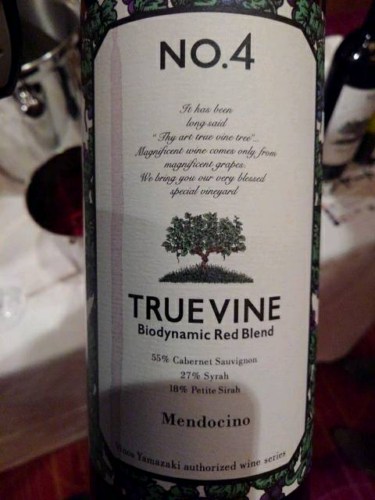 NO.4
It has been
long said
"Thy art true vine tree"..
Magnificent wine comes only from
magnificent grapes.
We bring you our very blessed
special vineyard
TRUEVINE
Biodynamic Red Blend
55% Cabernet Sauvignon
27% Syrah
18% Petite Sirah
Mendocino
Yamazaki authorized wine series